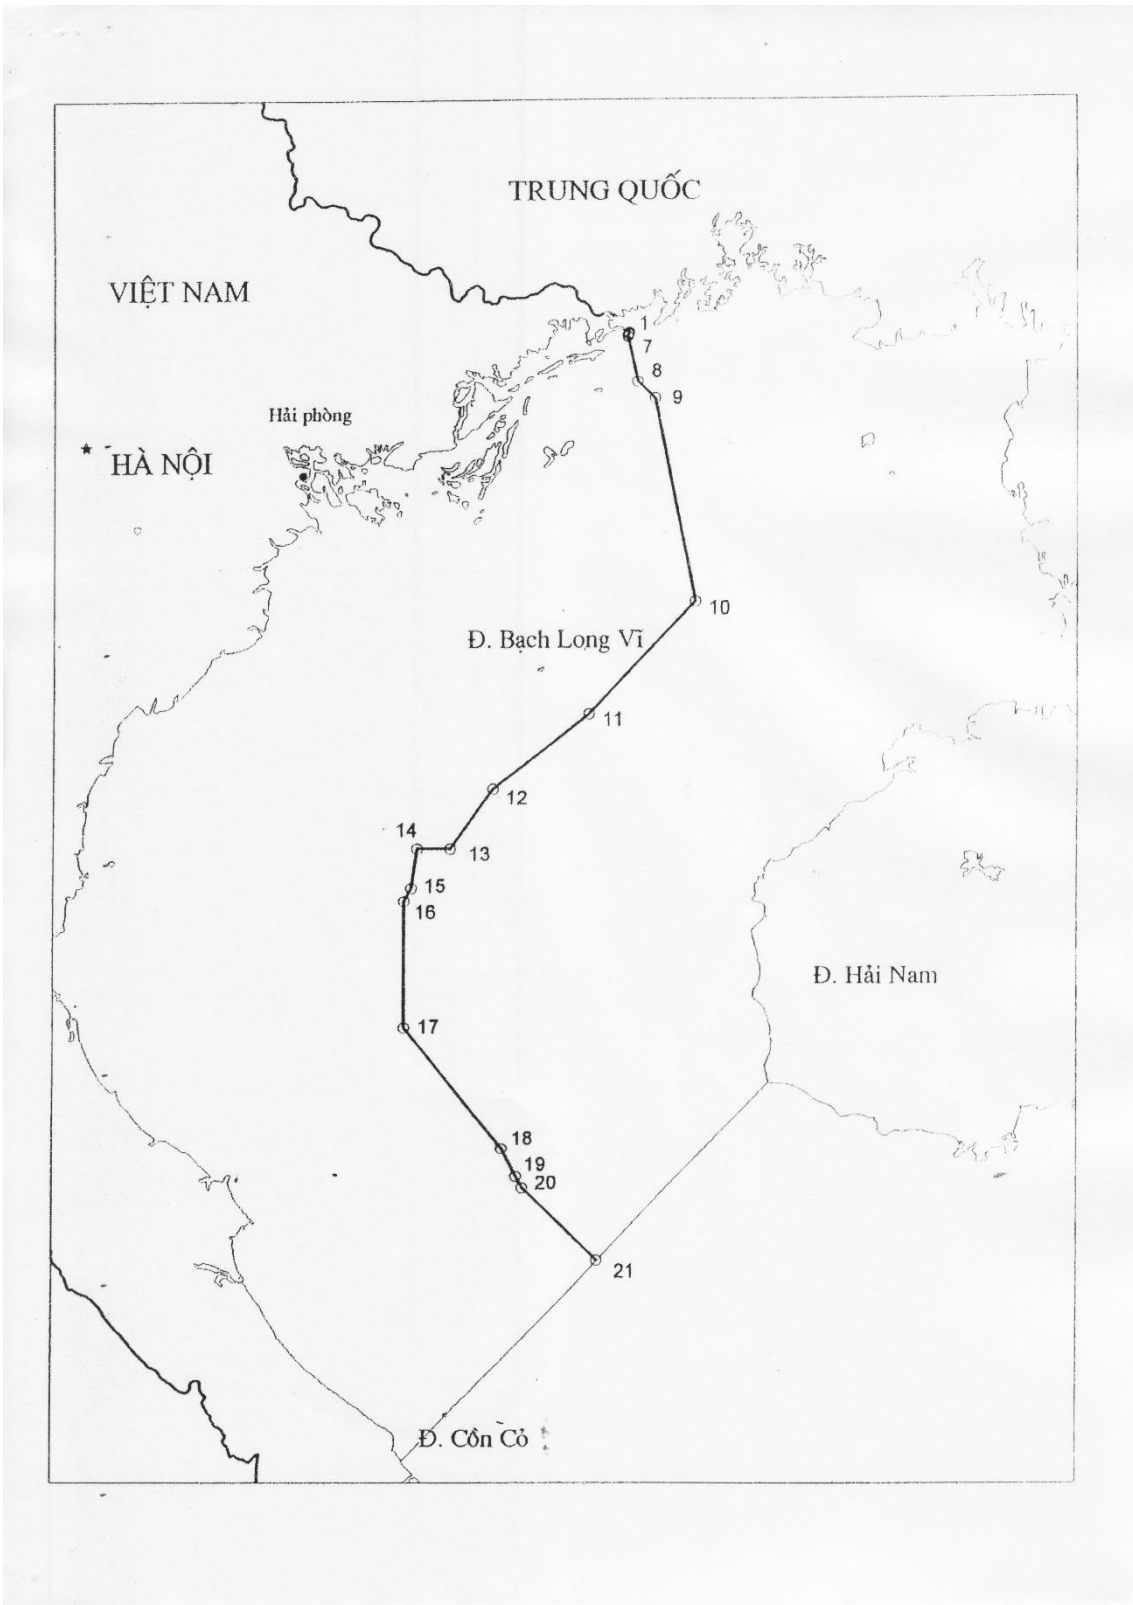 TRUNG QUỐC
VIỆT NAM
1
7
8
9
Hải phòng
HÀ NỘI
10
Đ. Bạch Long Vĩ
11
12
14
13
15
16
Đ. Hải Nam
17
18
19
20
21
Đ. Cồn Cỏ